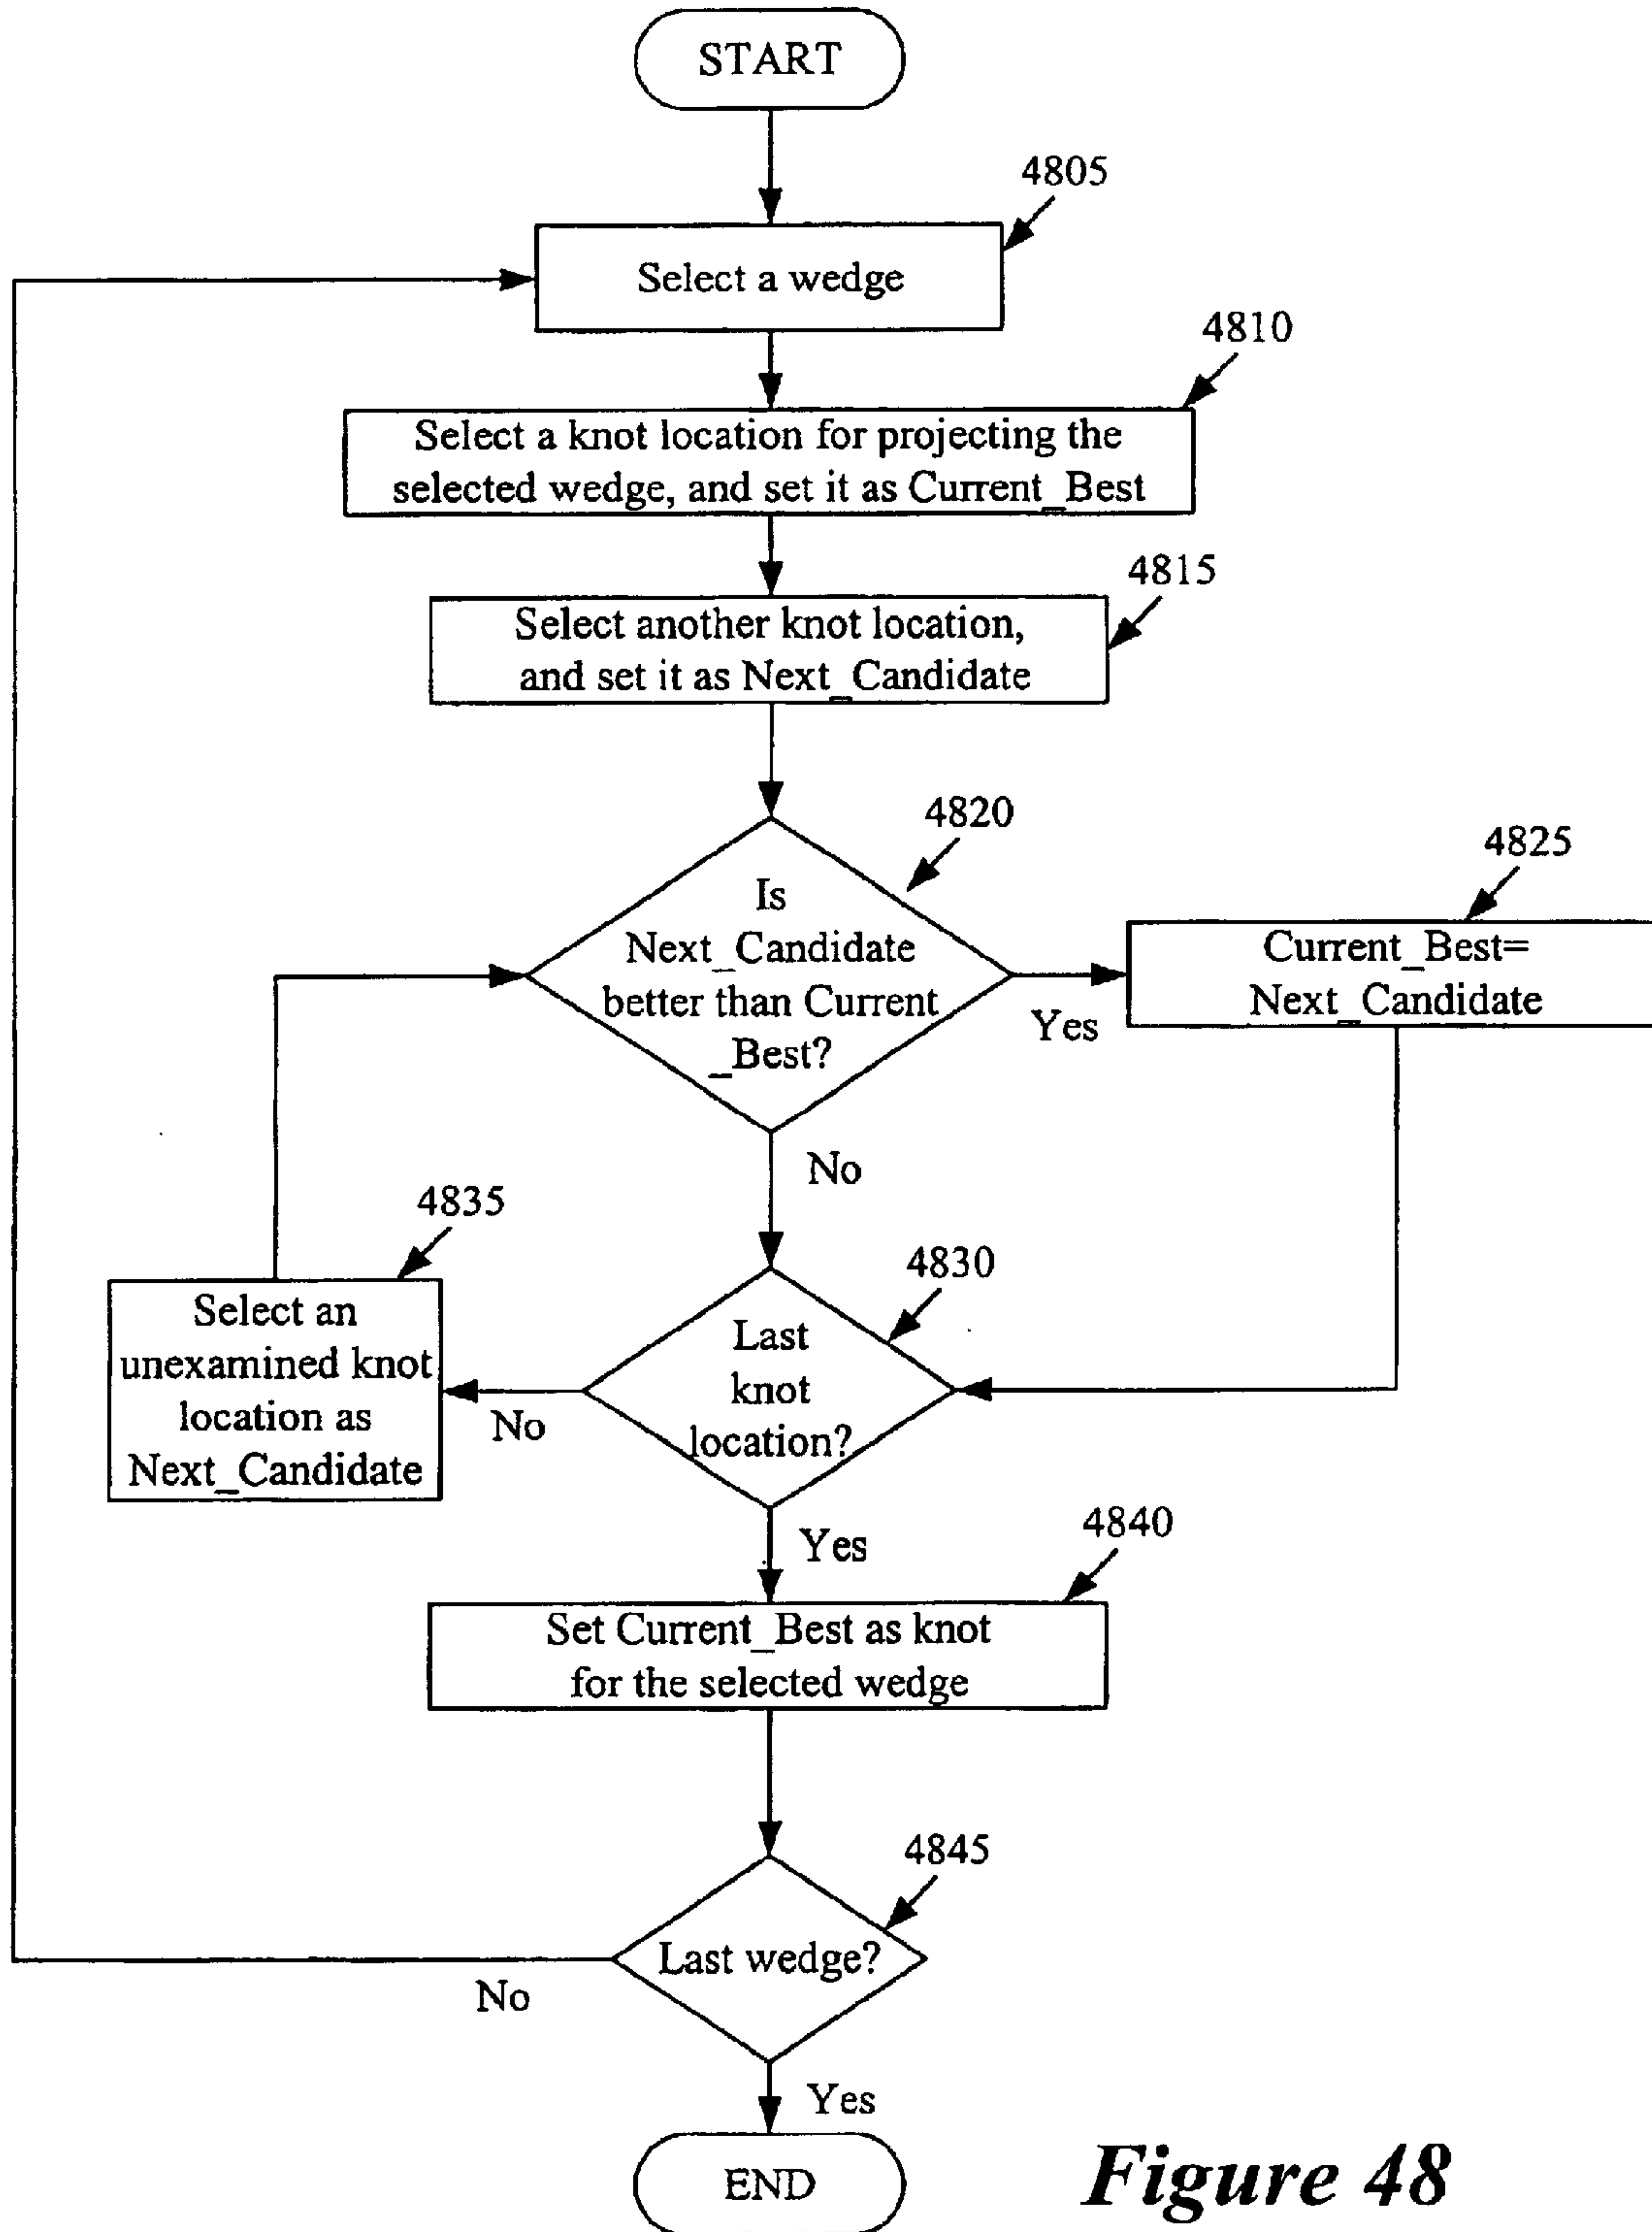 START
4805
Select a wedge
4810
Select a knot location for projecting the
selected wedge, and set it as Current_Best
4815
Select another knot location,
and set it as Next_Candidate
4820
Is
Next_Candidate
better than Current
_Best?
Yes
4825
Current_Best=
Next_Candidate
No
4835
Select an
unexamined knot
location as
Next_Candidate
4830
Last
knot
location?
No
Yes
4840
Set Current_Best as knot
for the selected wedge
4845
Last wedge?
No
Yes
END
Figure 48